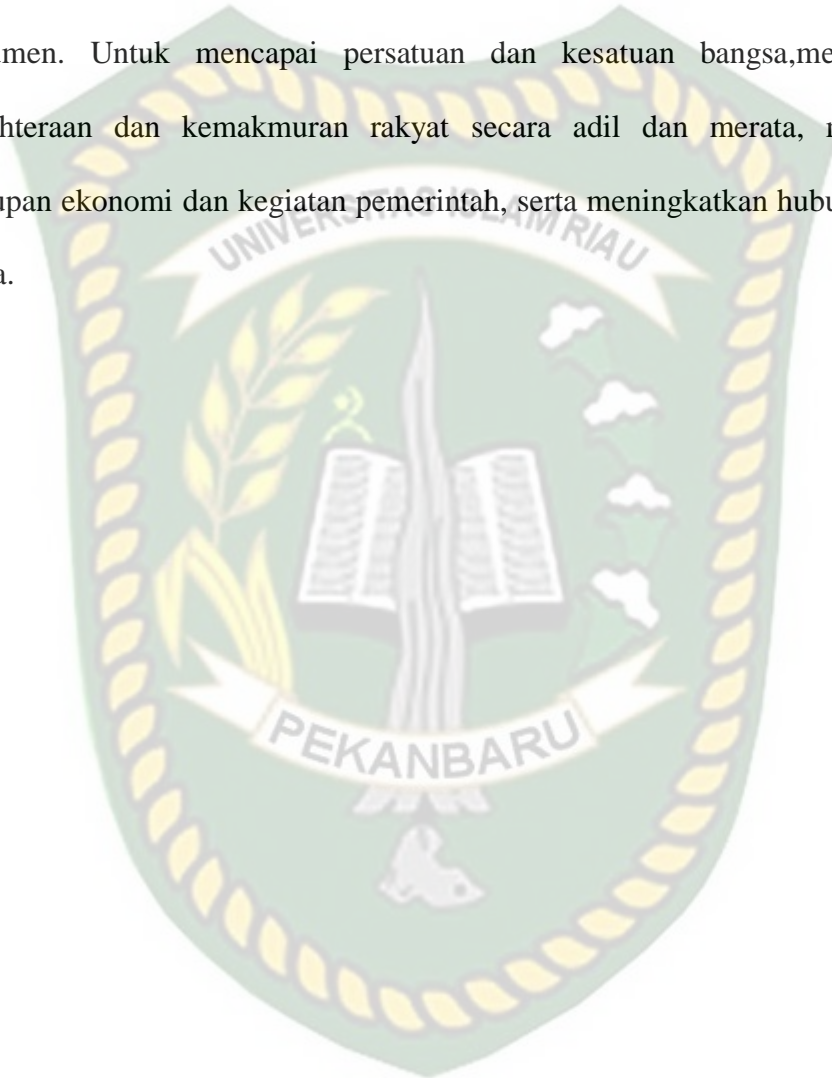 umen. Untuk mencapai persatuan dan kesatuan bangsa,me
hteraan dan kemakmuran rakyat secara adil dan merata, r
upan ekonomi dan kegiatan pemerintah, serta meningkatkan hubu
a.
UNIVERSITAS ISLAM RIAU
PEKANBARU